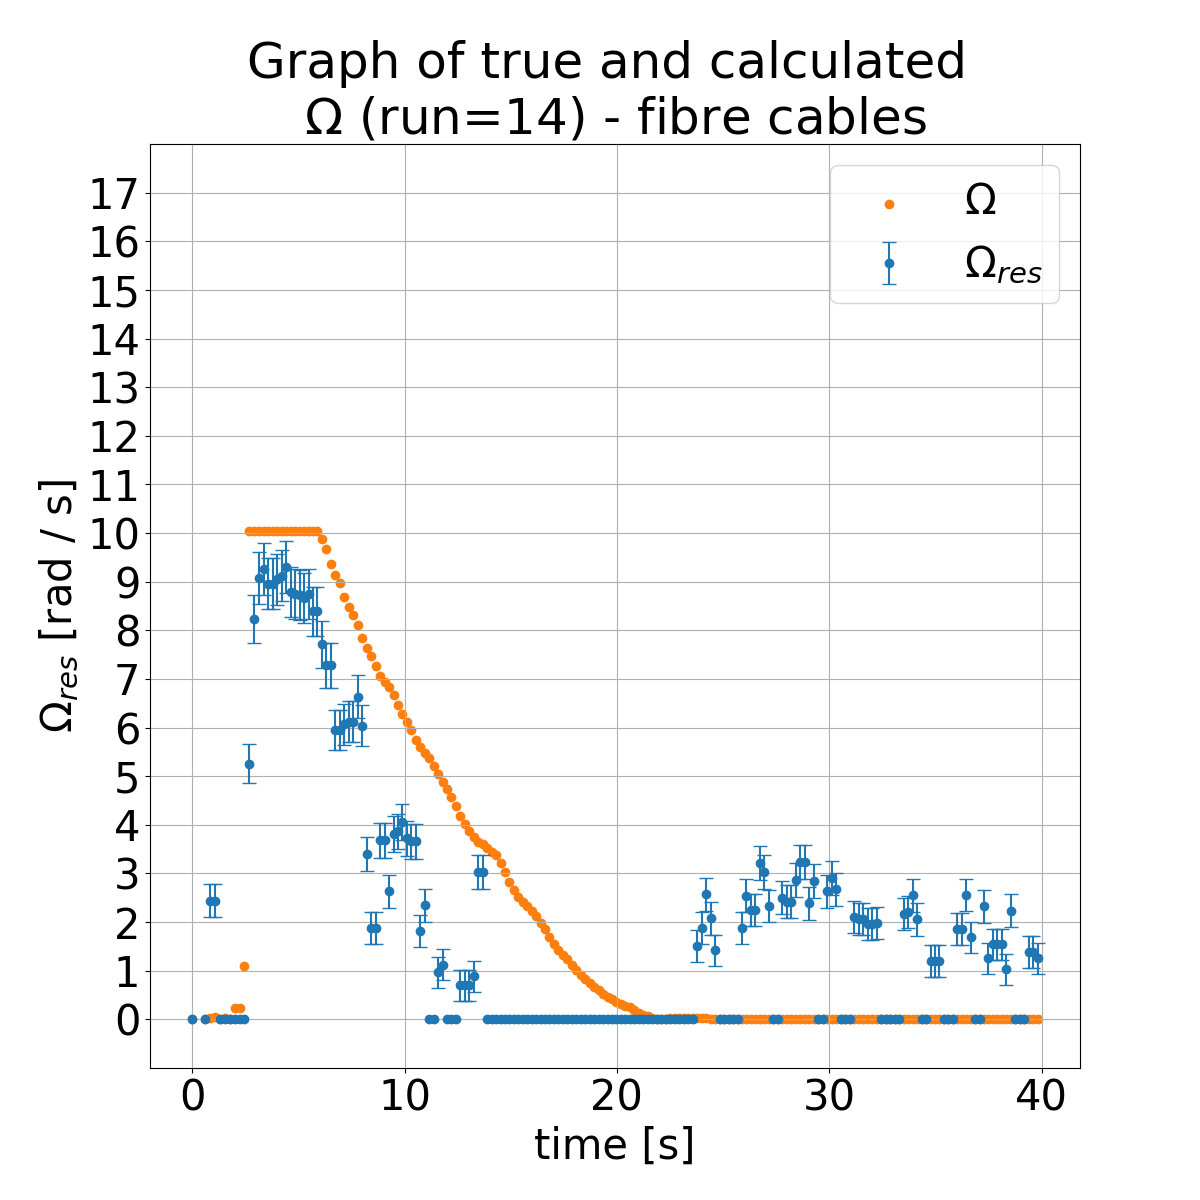 Graph of true and calculated
Ω (run=14) - fibre cables
17
16
15
14
13
12
11
10
9
8
7
6
5
4
3
2
1
0
Ω
Ωres
Ωres [rad / s]
0 10 20 30 40
time [s]